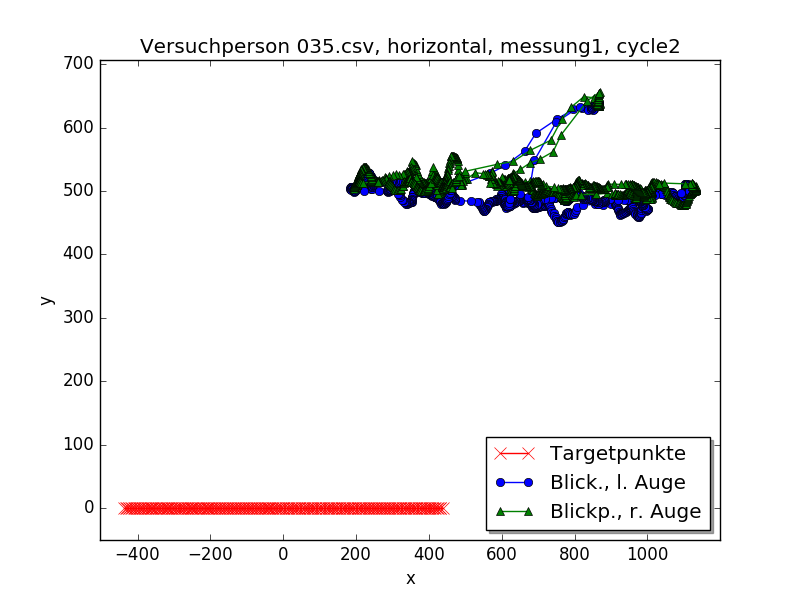 Versuchperson 035.csv, horizontal, messung1, cycle2
700
600
500
400
300
200
100
0
y
−400 −200 0 200 400 600 800 1000
x
Targetpunkte
Blick., l. Auge
Blickp., r. Auge